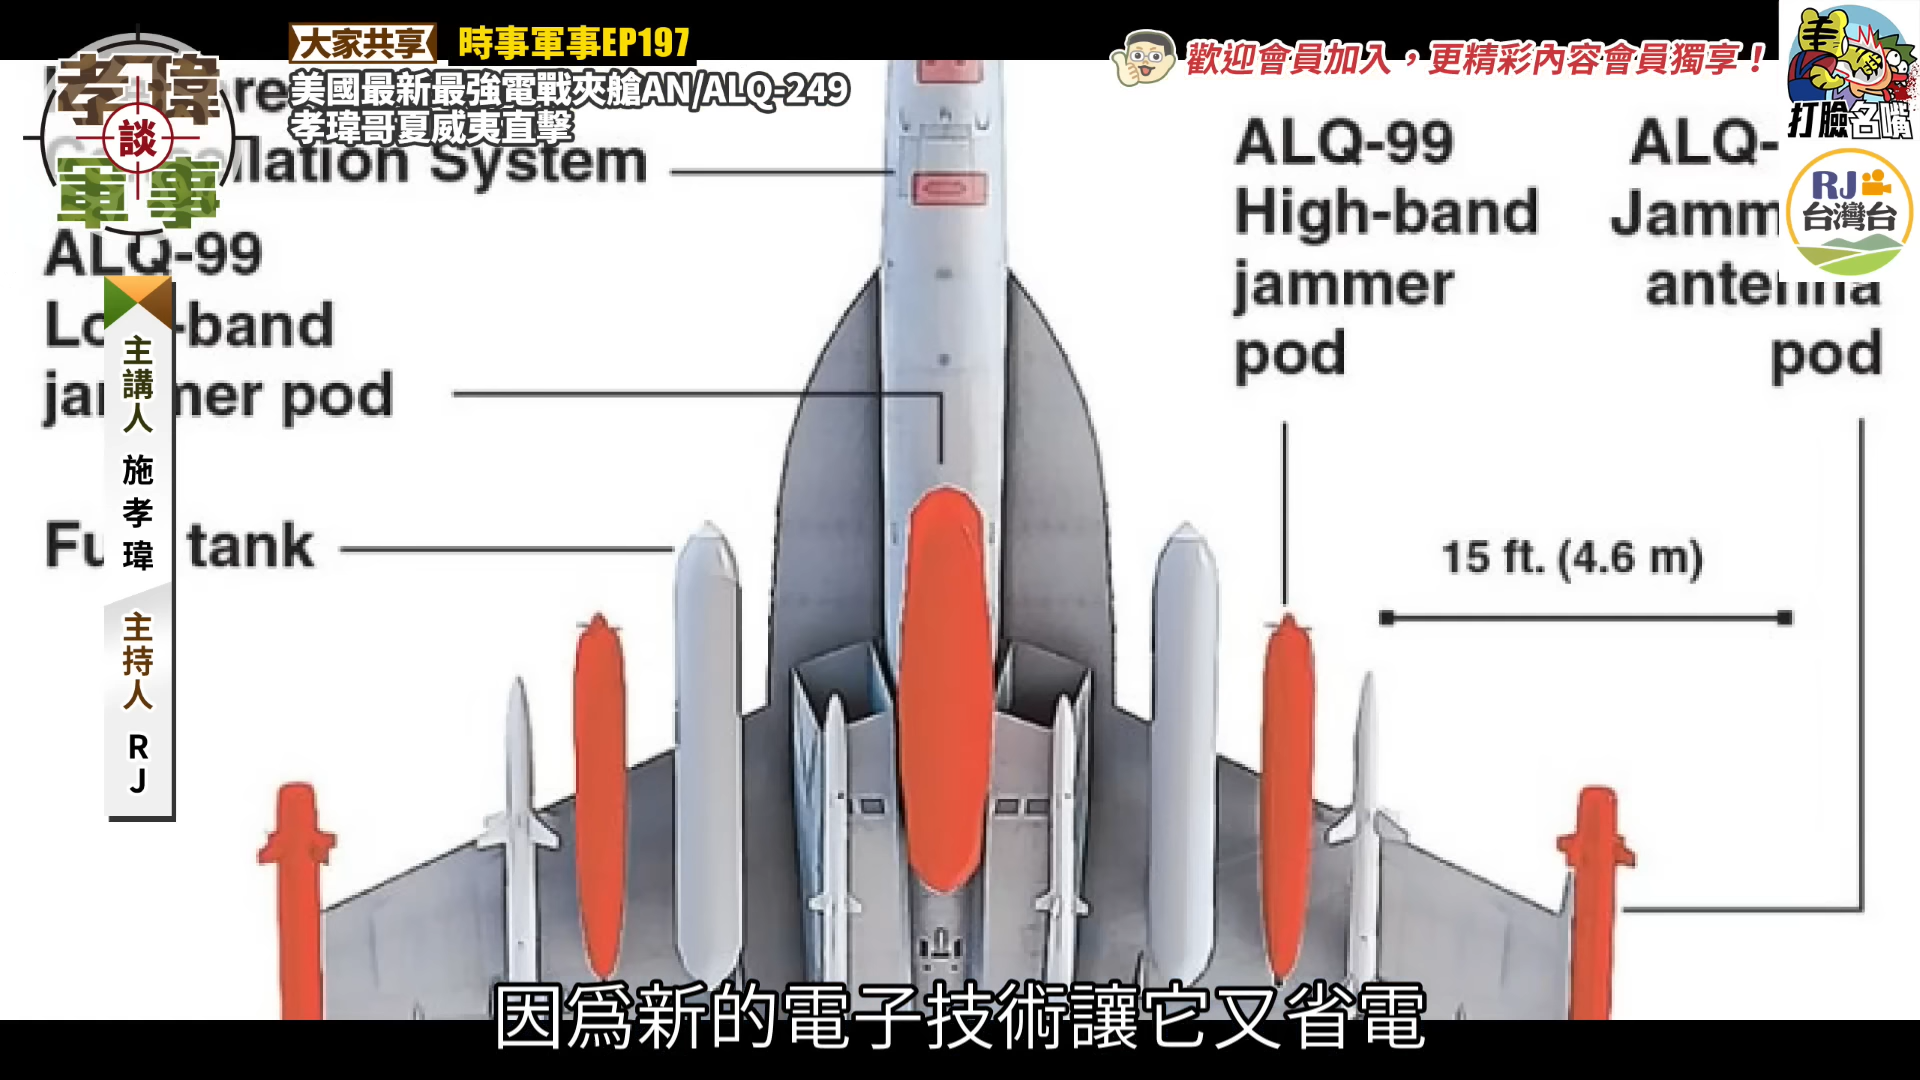 大家共享 時事軍事EP197
美國最新最強電戰夾艙AN/ALQ-249
孝瑋哥夏威夷直擊
孝瑋
談
軍事
歡迎會員加入，更精彩內容會員獨享！
打臉名嘴
RJ
台灣台
主講人 施孝瑋 主持人 RJ
System
ALQ-99
jammer pod
tank
ALQ-99
High-band
jammer
pod
ALQ-
antenna
pod
15 ft. (4.6 m)
因爲新的電子技術讓它又省電